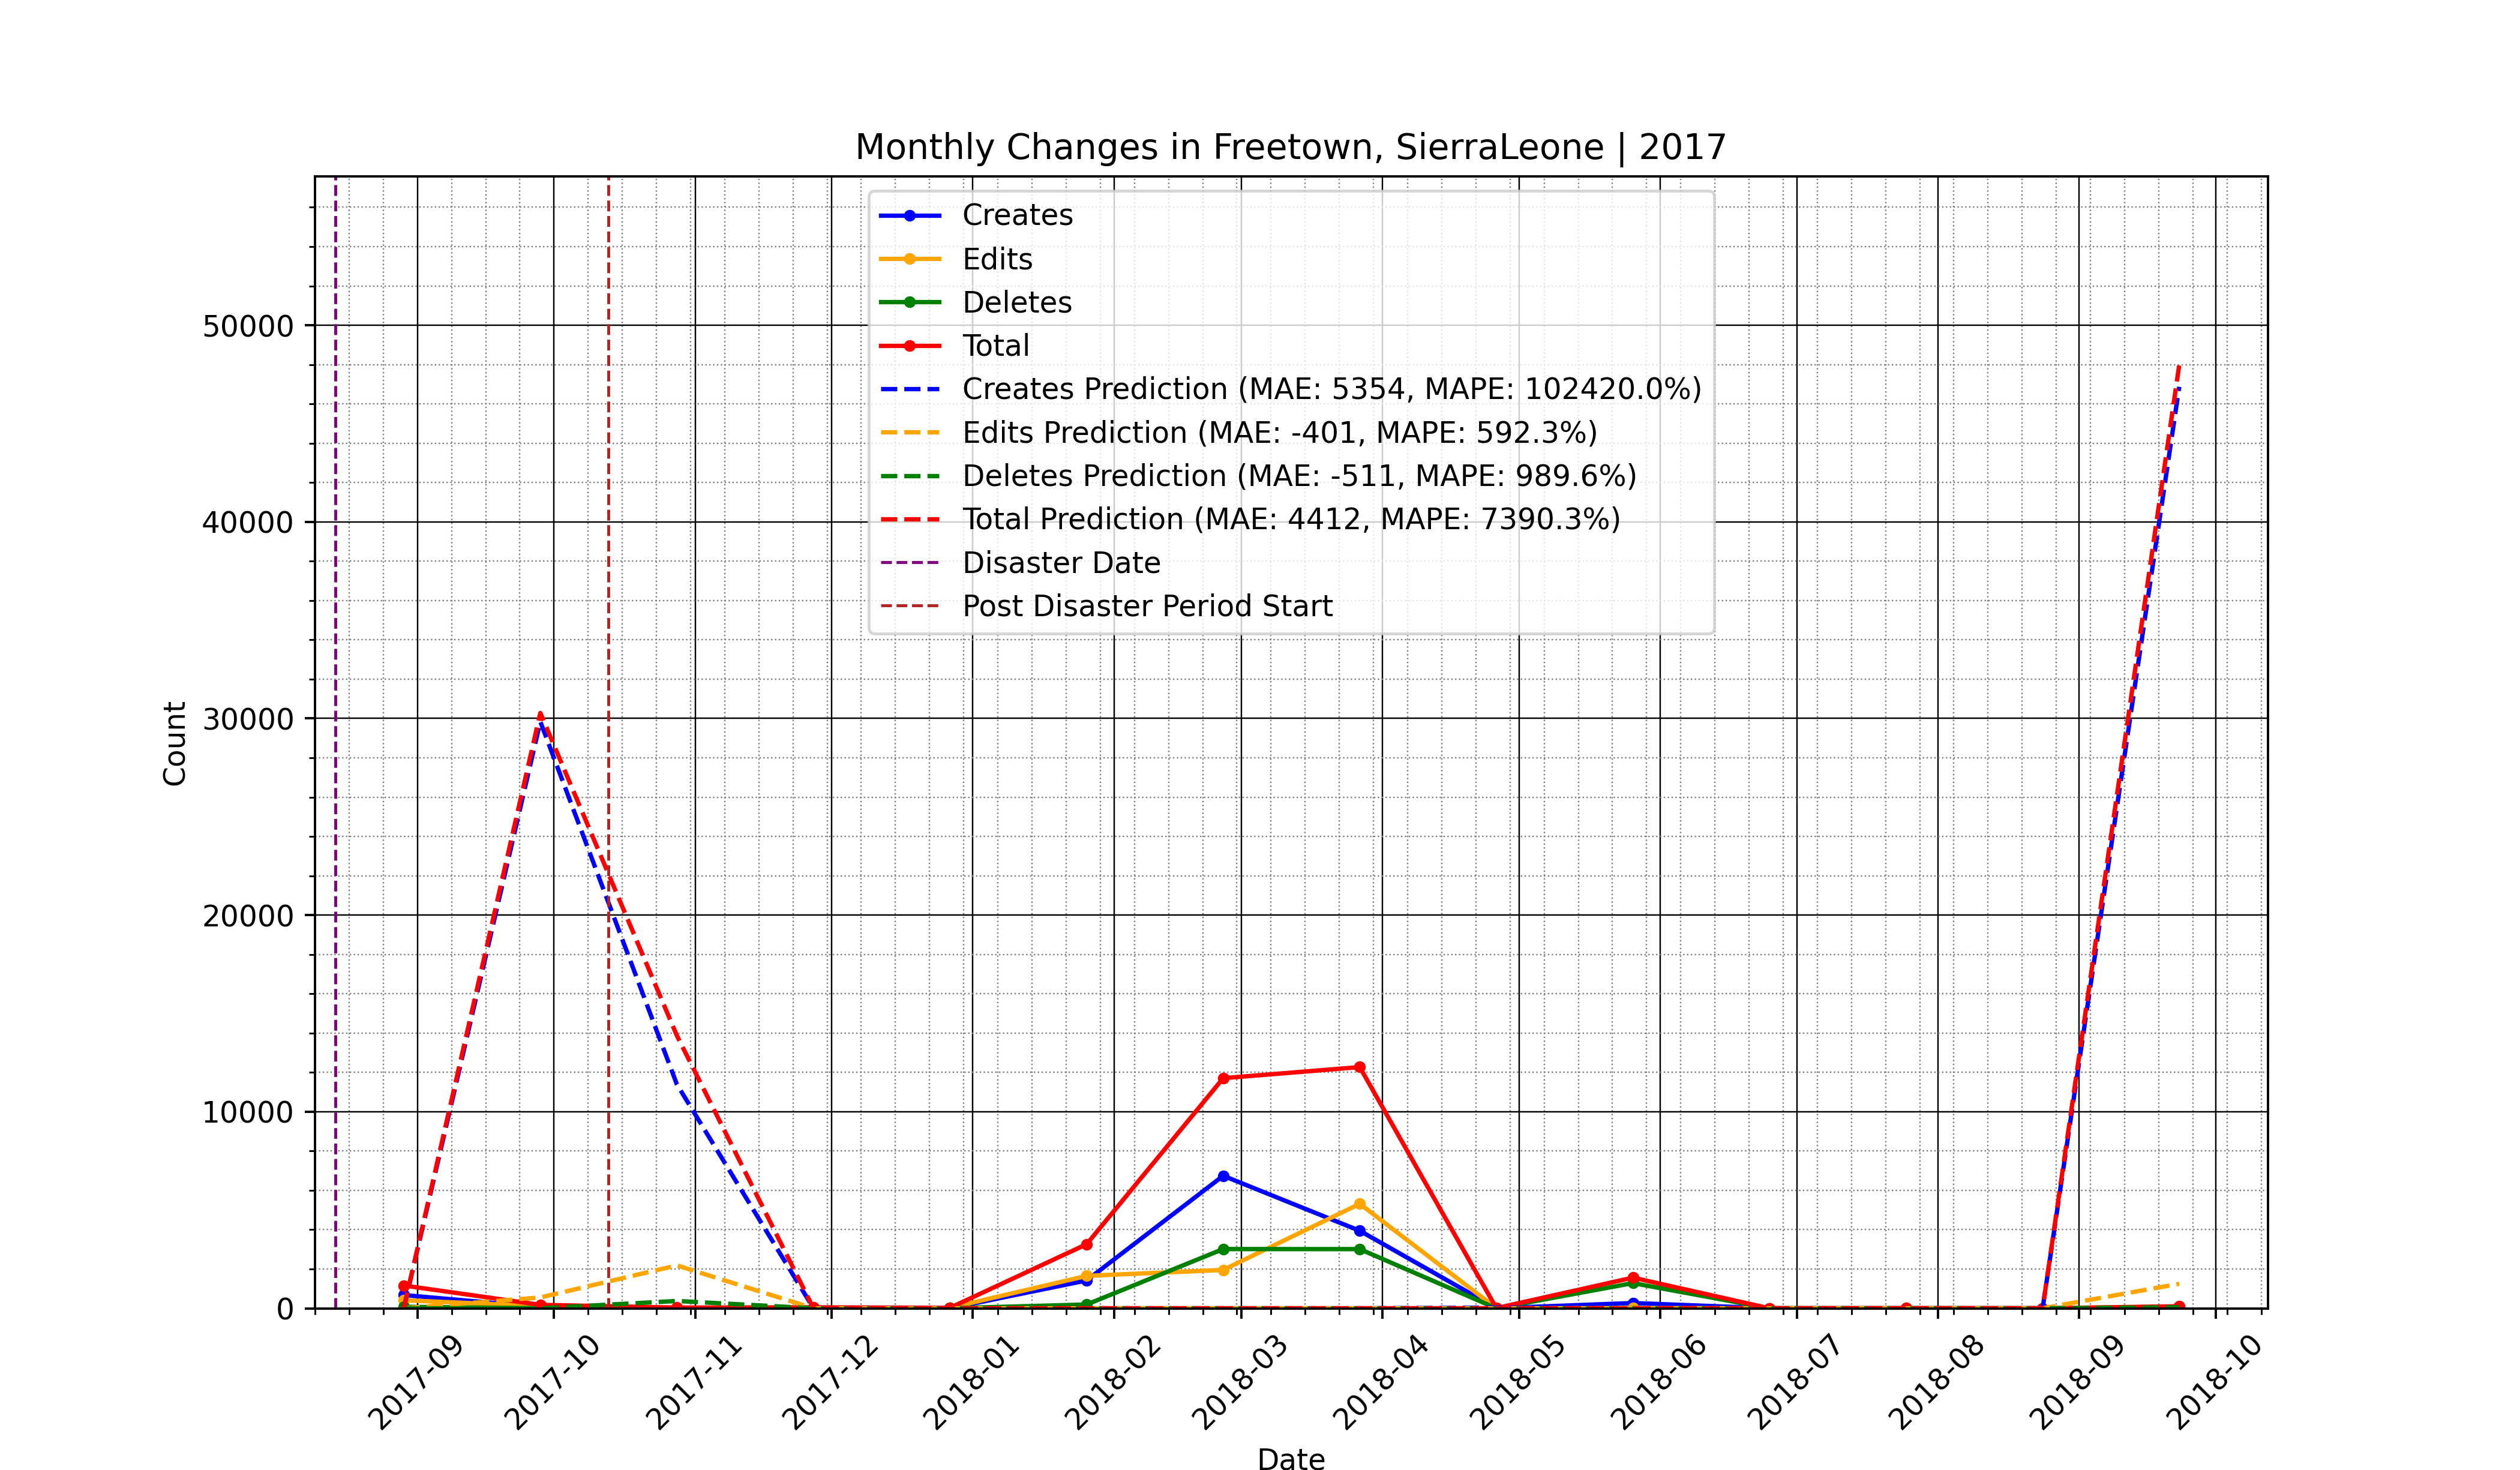 Monthly Changes in Freetown, SierraLeone | 2017
Creates
Edits
Deletes
Total
Creates Prediction (MAE: 5354, MAPE: 102420.0%)
Edits Prediction (MAE: -401, MAPE: 592.3%)
Deletes Prediction (MAE: -511, MAPE: 989.6%)
Total Prediction (MAE: 4412, MAPE: 7390.3%)
Disaster Date
Post Disaster Period Start
Count
50000
40000
30000
20000
10000
0
2017-09
2017-10
2017-11
2017-12
2018-01
2018-02
2018-03
2018-04
2018-05
2018-06
2018-07
2018-08
2018-09
2018-10
Date